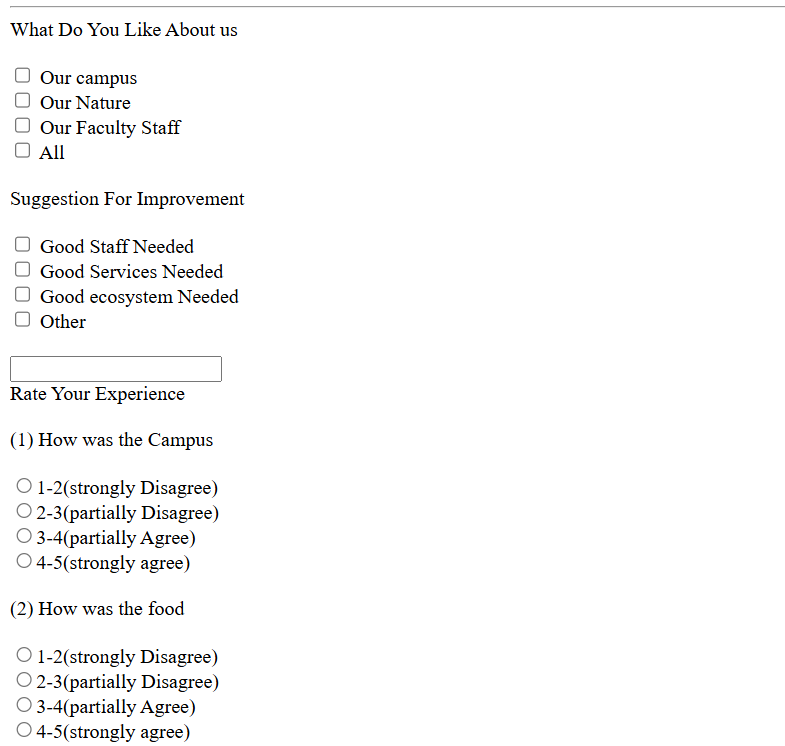 What Do You Like About us
Our campus
Our Nature
Our Faculty Staff
All
Suggestion For Improvement
Good Staff Needed
Good Services Needed
Good ecosystem Needed
Other
Rate Your Experience
(1) How was the Campus
1-2(strongly Disagree)
2-3(partially Disagree)
3-4(partially Agree)
4-5(strongly agree)
(2) How was the food
1-2(strongly Disagree)
2-3(partially Disagree)
3-4(partially Agree)
4-5(strongly agree)